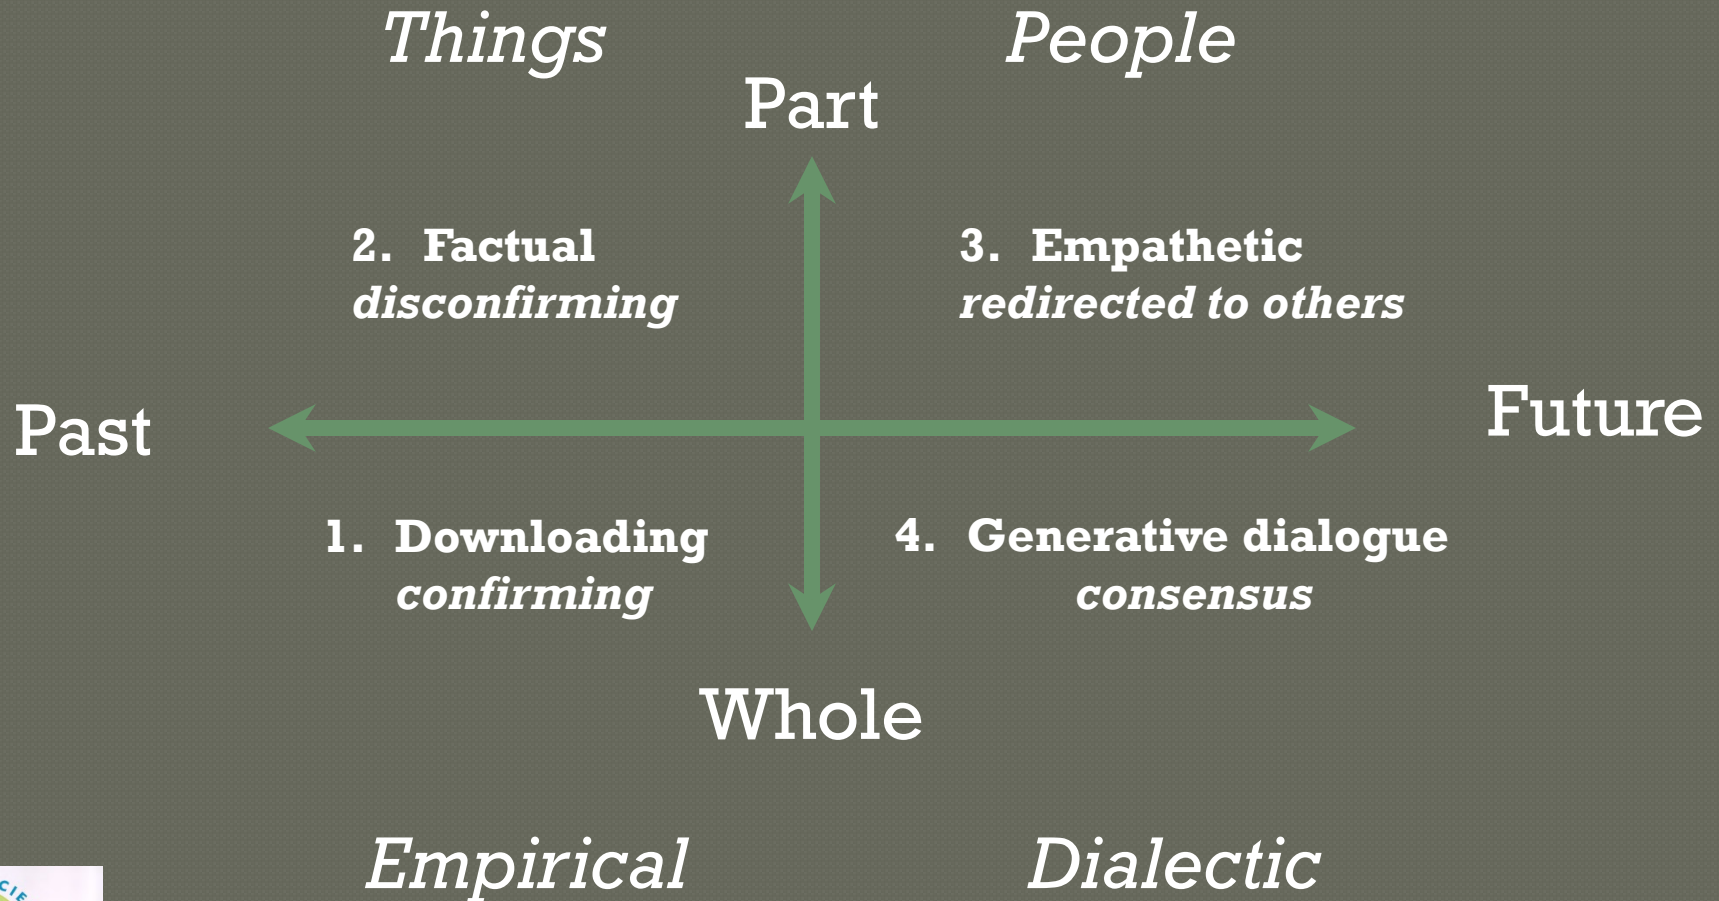 Things
People
Part
2. Factual
disconfirming
3. Empathetic
redirected to others
Past
Future
1. Downloading
confirming
4. Generative dialogue
consensus
Whole
Empirical
Dialectic